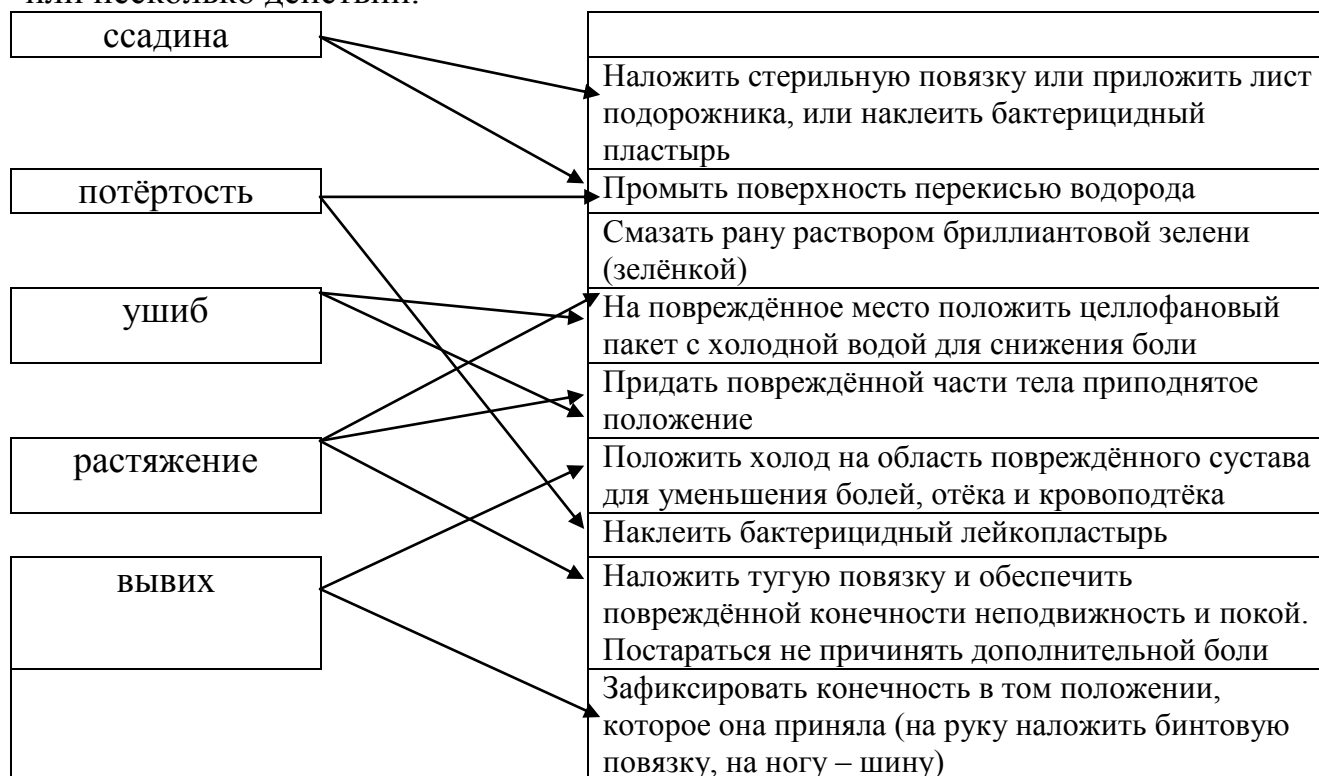 или несколько действий.
ссадина
Наложить стерильную повязку или приложить лист
подорожника, или наклеить бактерицидный
пластырь
потёртость
Промыть поверхность перекисью водорода
Смазать рану раствором бриллиантовой зелени
(зелёнкой)
ушиб
На повреждённое место положить целлофановый
пакет с холодной водой для снижения боли
Придать повреждённой части тела приподнятое
положение
растяжение
Положить холод на область повреждённого сустава
для уменьшения болей, отёка и кровоподтёка
Наклеить бактерицидный лейкопластырь
вывих
Наложить тугую повязку и обеспечить
повреждённой конечности неподвижность и покой.
Постараться не причинять дополнительной боли
Зафиксировать конечность в том положении,
которое она приняла (на руку наложить бинтовую
повязку, на ногу – шину)